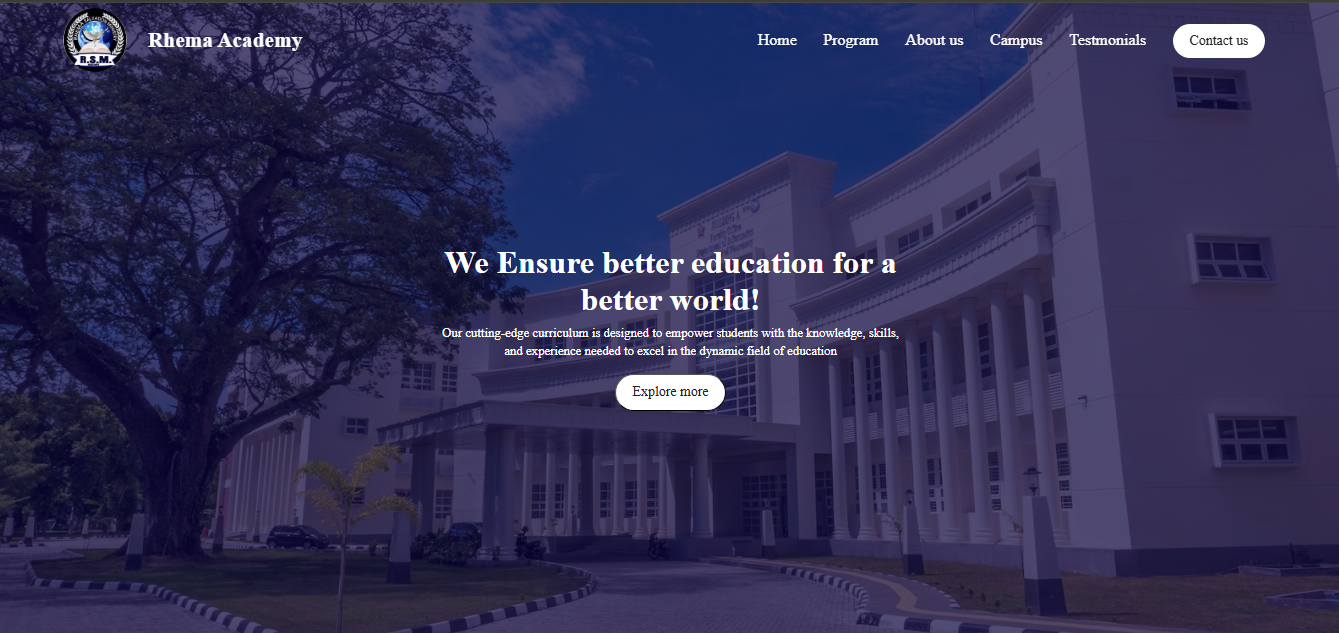 R.S.M.
Rhema Academy
Home Program About us Campus Testmonials Contact us
We Ensure better education for a
better world!
Our cutting-edge curriculum is designed to empower students with the knowledge, skills,
and experience needed to excel in the dynamic field of education
Explore more